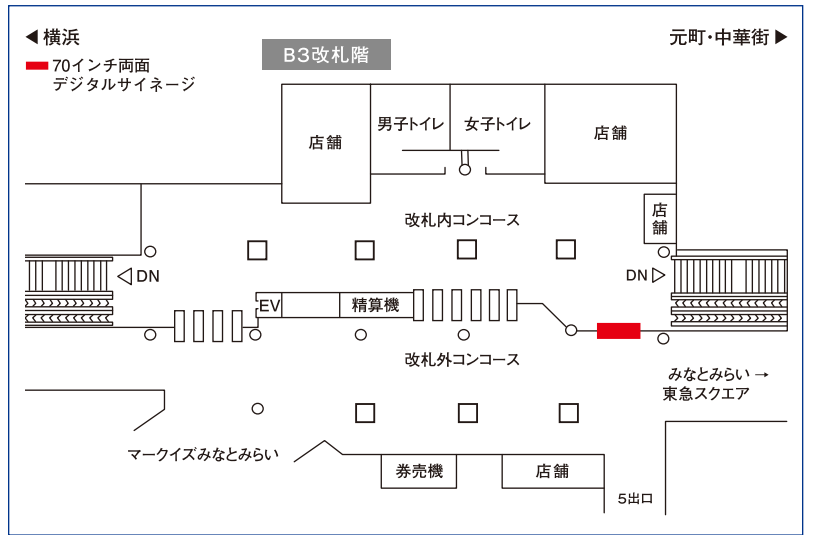 ◀横浜
元町・中華街▶
B3改札階
70インチ両面
デジタルサイネージ
店舗
男子トイレ
女子トイレ
店舗
店
舗
改札内コンコース
DN
DN
EV
精算機
改札外コンコース
みなとみらい→
東急スクエア
マークイズみなとみらい
券売機
店舗
5出口